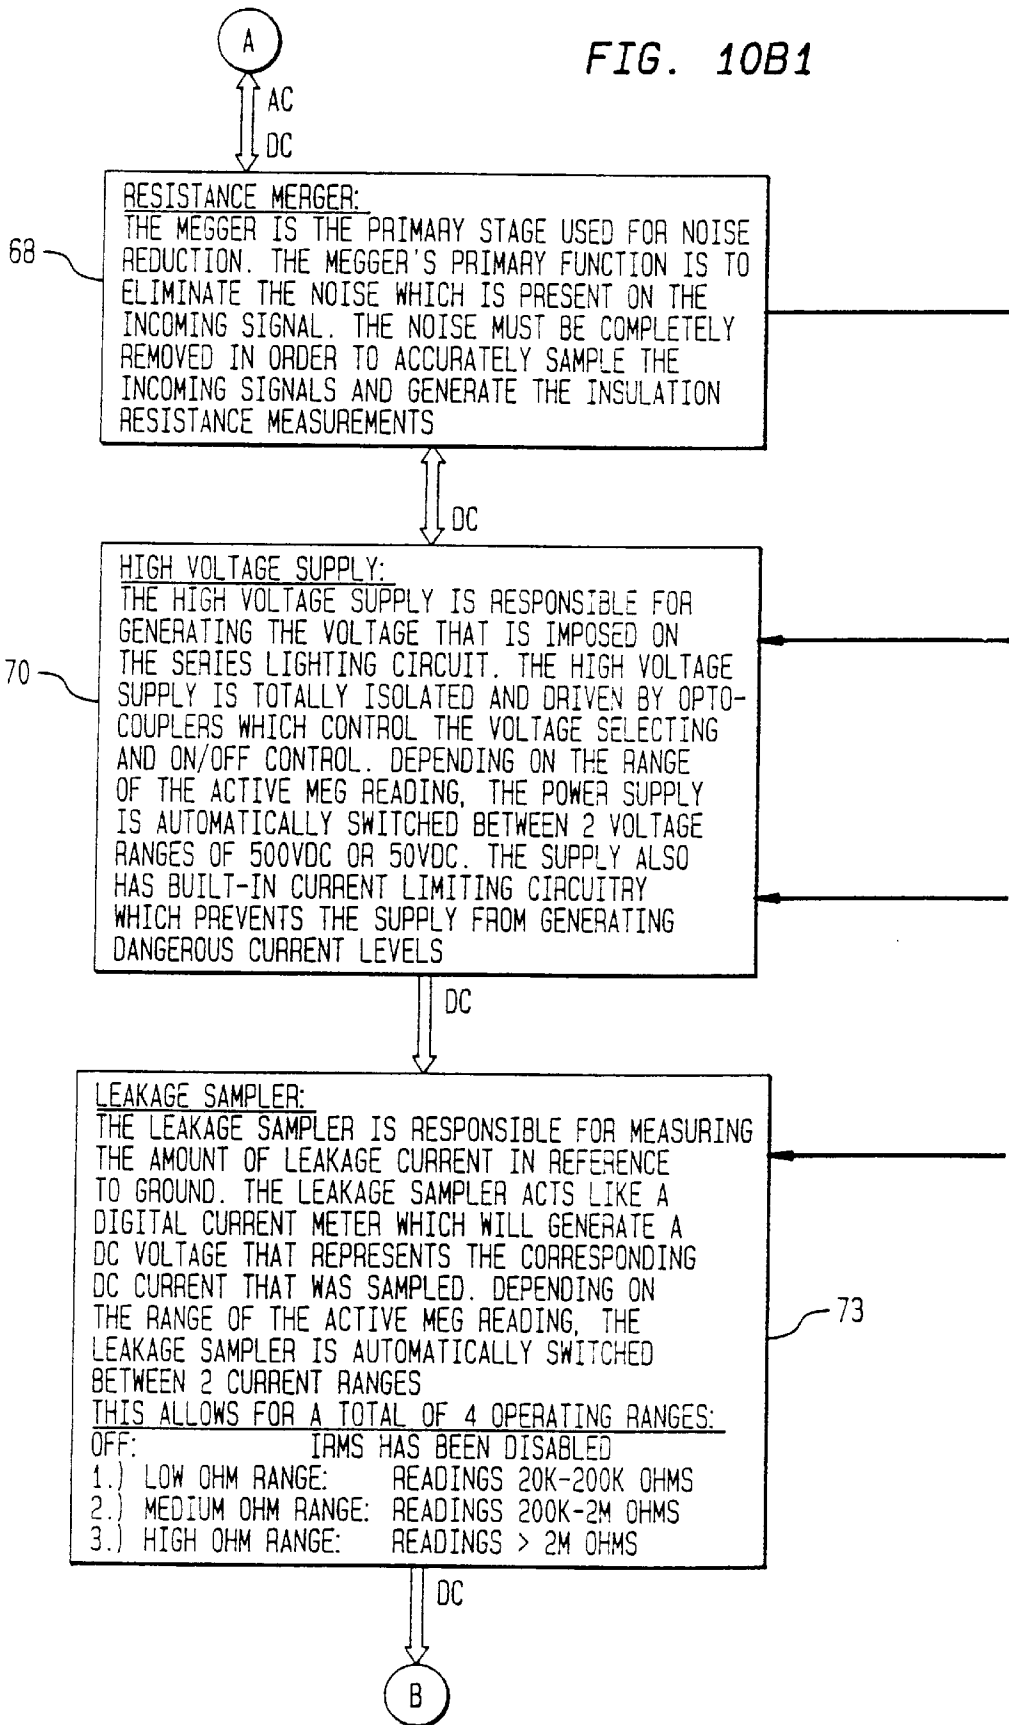 FIG. 10B1
A
AC
DC
68
RESISTANCE MERGER:
THE MEGGER IS THE PRIMARY STAGE USED FOR NOISE
REDUCTION. THE MEGGER'S PRIMARY FUNCTION IS TO
ELIMINATE THE NOISE WHICH IS PRESENT ON THE
INCOMING SIGNAL. THE NOISE MUST BE COMPLETELY
REMOVED IN ORDER TO ACCURATELY SAMPLE THE
INCOMING SIGNALS AND GENERATE THE INSULATION
RESISTANCE MEASUREMENTS
DC
70
HIGH VOLTAGE SUPPLY:
THE HIGH VOLTAGE SUPPLY IS RESPONSIBLE FOR
GENERATING THE VOLTAGE THAT IS IMPOSED ON
THE SERIES LIGHTING CIRCUIT. THE HIGH VOLTAGE
SUPPLY IS TOTALLY ISOLATED AND DRIVEN BY OPTO-
COUPLERS WHICH CONTROL THE VOLTAGE SELECTING
AND ON/OFF CONTROL. DEPENDING ON THE RANGE
OF THE ACTIVE MEG READING, THE POWER SUPPLY
IS AUTOMATICALLY SWITCHED BETWEEN 2 VOLTAGE
RANGES OF 500VDC OR 50VDC. THE SUPPLY ALSO
HAS BUILT-IN CURRENT LIMITING CIRCUITRY
WHICH PREVENTS THE SUPPLY FROM GENERATING
DANGEROUS CURRENT LEVELS
DC
73
LEAKAGE SAMPLER:
THE LEAKAGE SAMPLER IS RESPONSIBLE FOR MEASURING
THE AMOUNT OF LEAKAGE CURRENT IN REFERENCE
TO GROUND. THE LEAKAGE SAMPLER ACTS LIKE A
DIGITAL CURRENT METER WHICH WILL GENERATE A
DC VOLTAGE THAT REPRESENTS THE CORRESPONDING
DC CURRENT THAT WAS SAMPLED. DEPENDING ON
THE RANGE OF THE ACTIVE MEG READING, THE
LEAKAGE SAMPLER IS AUTOMATICALLY SWITCHED
BETWEEN 2 CURRENT RANGES
THIS ALLOWS FOR A TOTAL OF 4 OPERATING RANGES:
OFF: IRMS HAS BEEN DISABLED
1.) LOW OHM RANGE: READINGS 20K-200K OHMS
2.) MEDIUM OHM RANGE: READINGS 200K-2M OHMS
3.) HIGH OHM RANGE: READINGS > 2M OHMS
DC
B